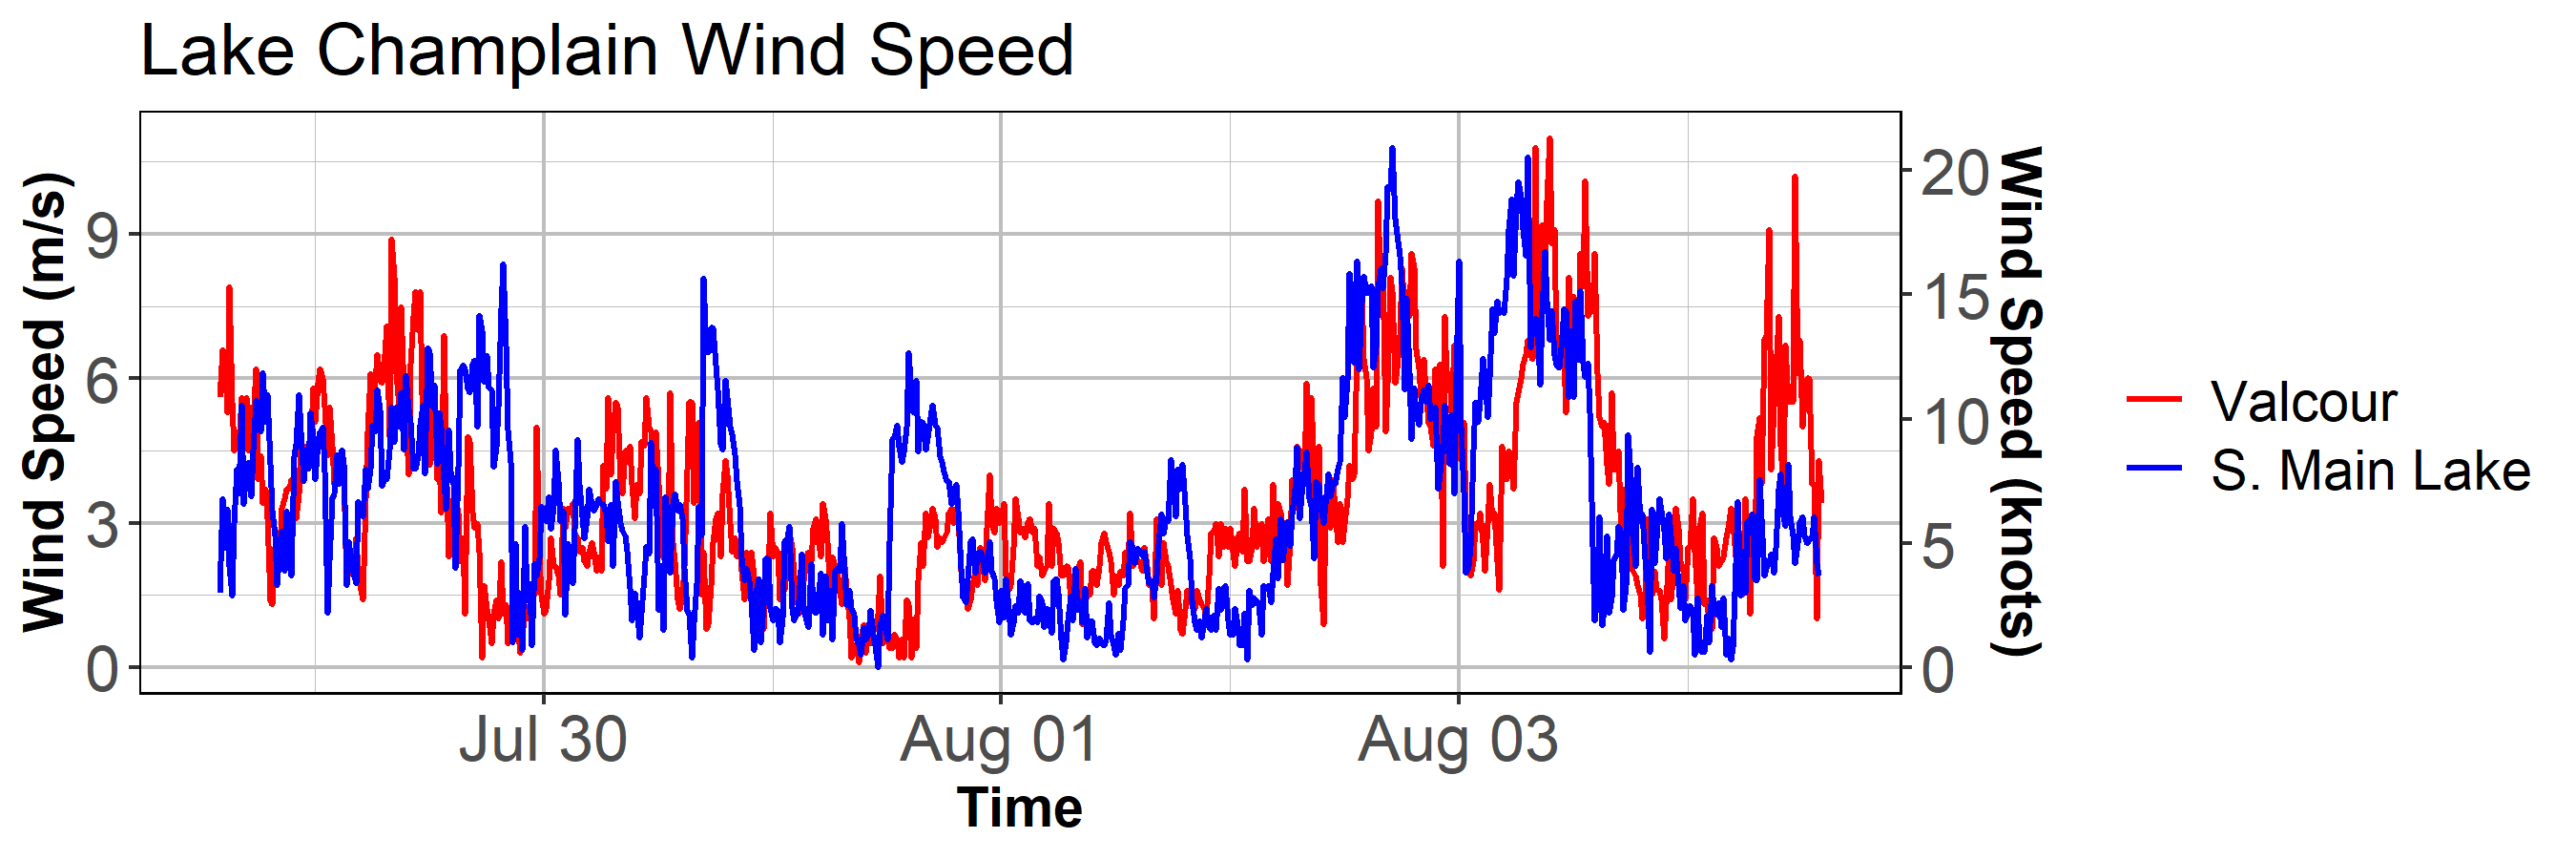 Lake Champlain Wind Speed
Wind Speed (m/s)
9
6
3
0
20
15
10
5
0
Wind Speed (knots)
Jul 30
Aug 01
Aug 03
Time
Valcour
S. Main Lake